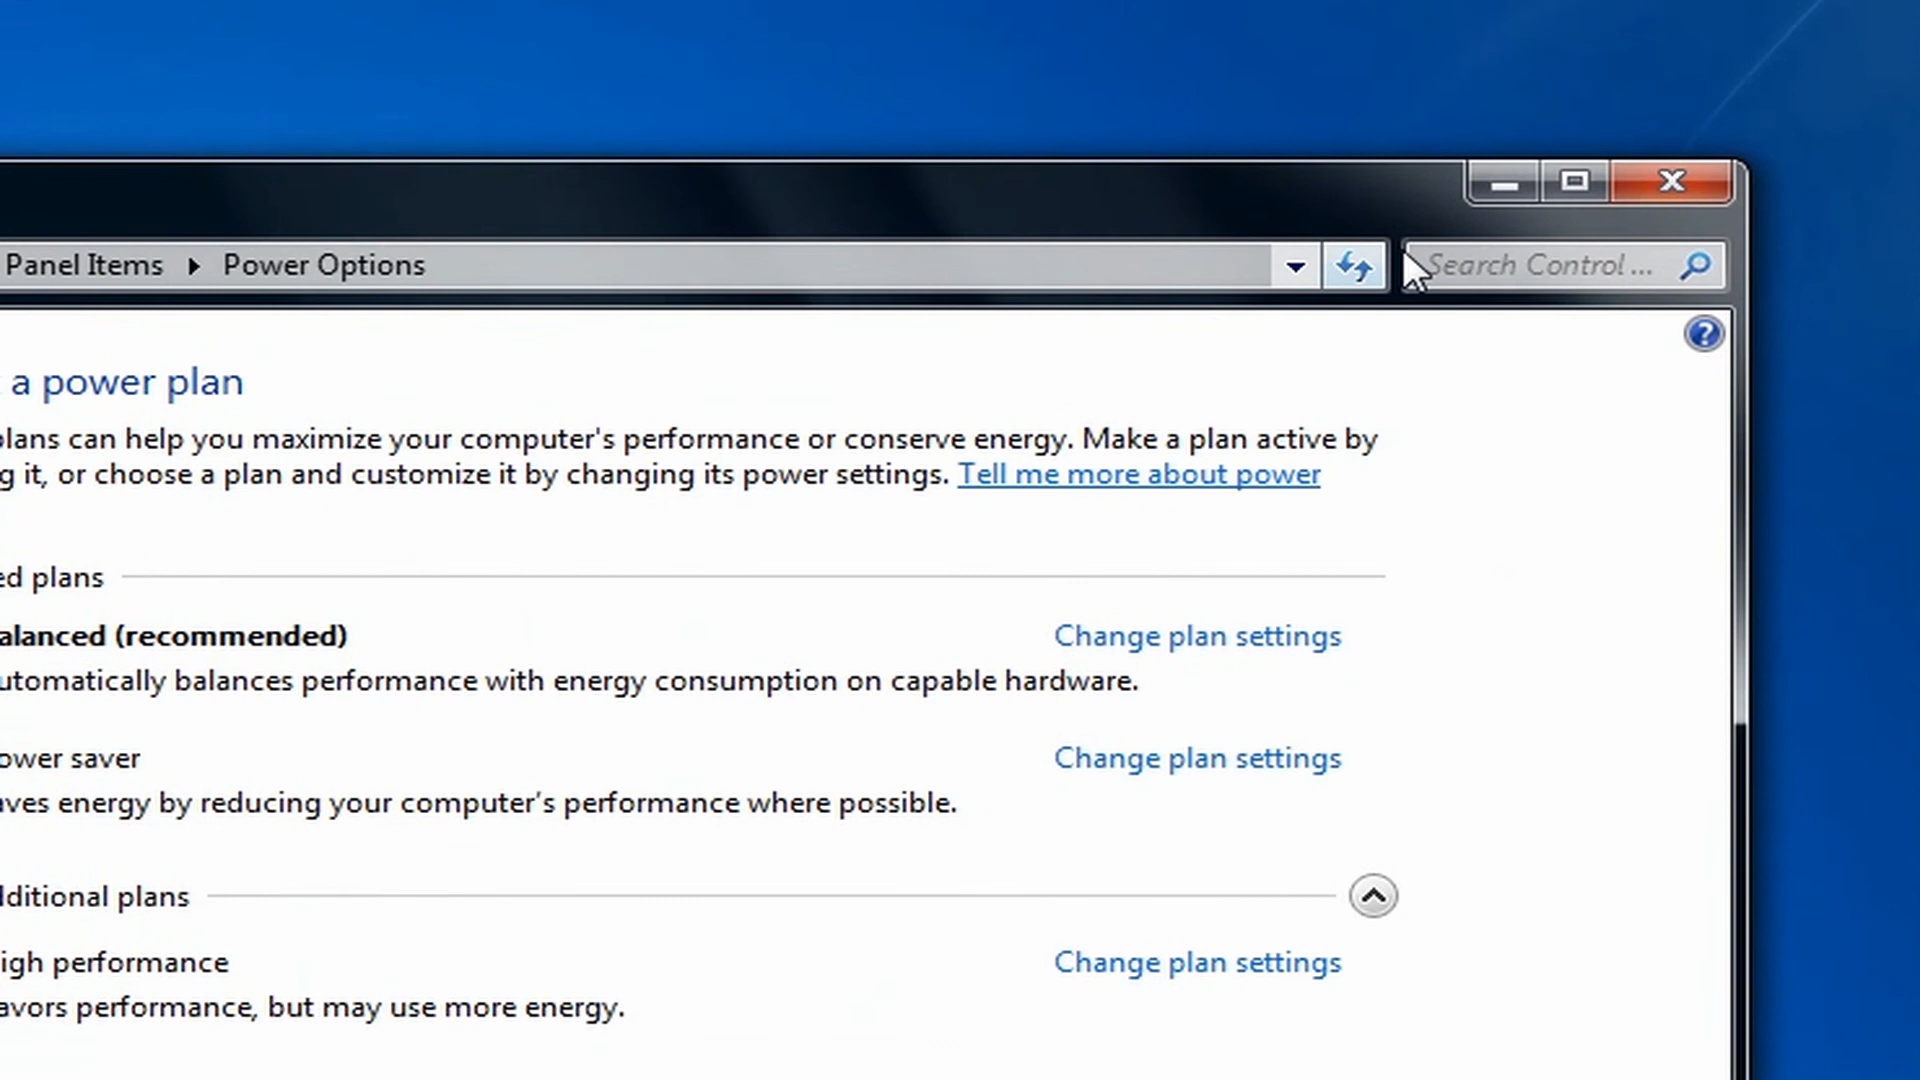 Panel Items ▸ Power Options
Search Control ...
a power plan
plans can help you maximize your computer's performance or conserve energy. Make a plan active by
g it, or choose a plan and customize it by changing its power settings. Tell me more about power
ed plans
alanced (recommended) Change plan settings
utomatically balances performance with energy consumption on capable hardware.
ower saver Change plan settings
aves energy by reducing your computer's performance where possible.
dditional plans
igh performance Change plan settings
avors performance, but may use more energy.